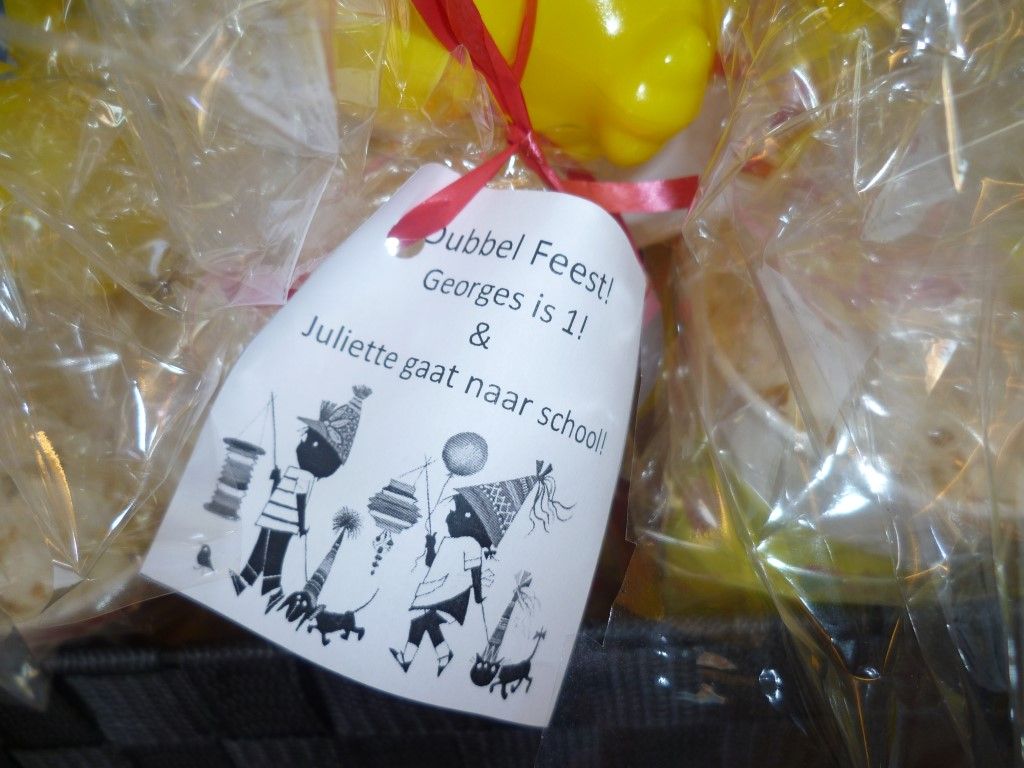 Dubbel Feest!
Georges is 1!
&
Juliette gaat naar school!